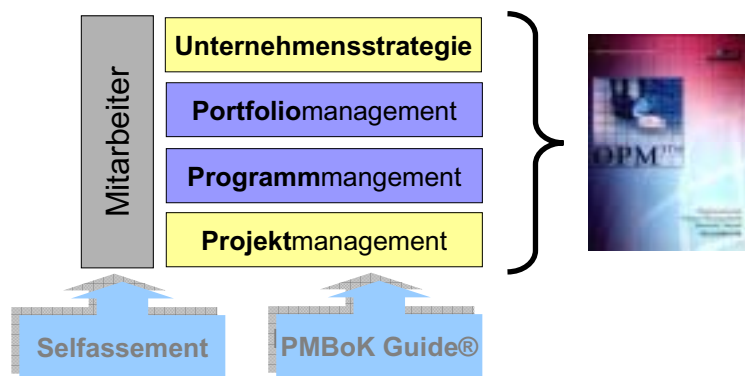 Mitarbeiter
Unternehmensstrategie
Portfoliomanagement
Programmmangement
Projektmanagement
OPM
Selfassement
PMBoK Guide®